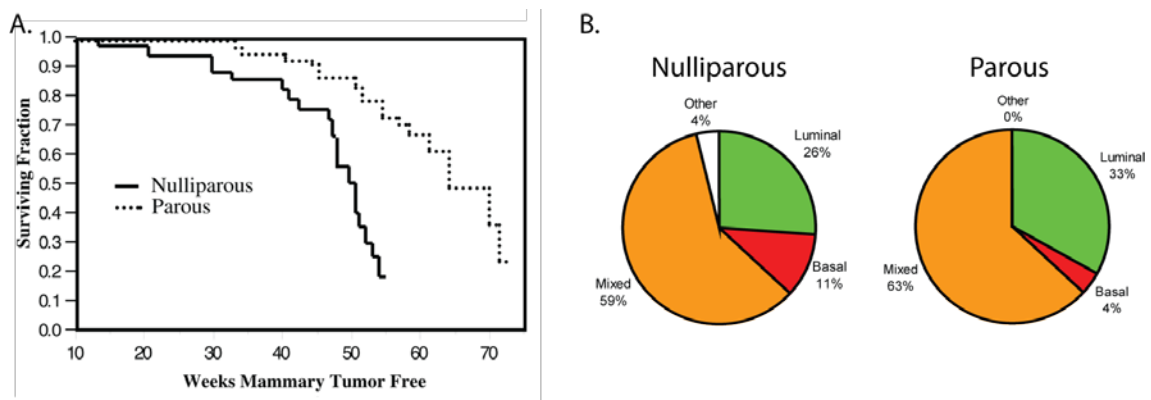 A.
1.0
0.9
0.8
0.7
0.6
0.5
0.4
0.3
0.2
0.1
0.0
Surviving Fraction
Nulliparous
Parous
10 20 30 40 50 60 70
Weeks Mammary Tumor Free
B.
Nulliparous
Other
4%
Luminal
26%
Basal
11%
Mixed
59%
Parous
Other
0%
Luminal
33%
Basal
4%
Mixed
63%